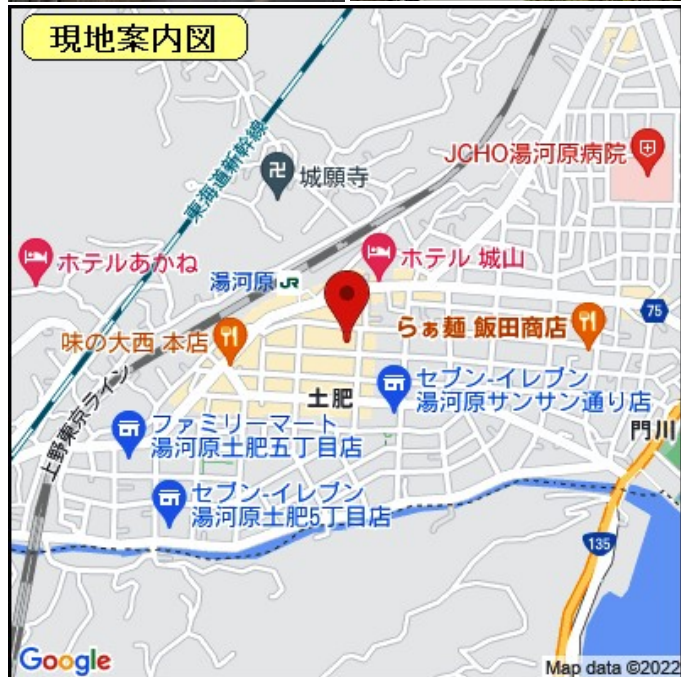 現地案内図
JCHO湯河原病院
東海道新幹線
城願寺
ホテルあかね
ホテル 城山
湯河原 JR
75
味の大西 本店
らぁ麺 飯田商店
セブン-イレブン
湯河原サンサン通り店
土肥
上野東京ライン
ファミリーマート
湯河原土肥五丁目店
門川
セブン-イレブン
湯河原土肥5丁目店
135
Google
Map data ©2022